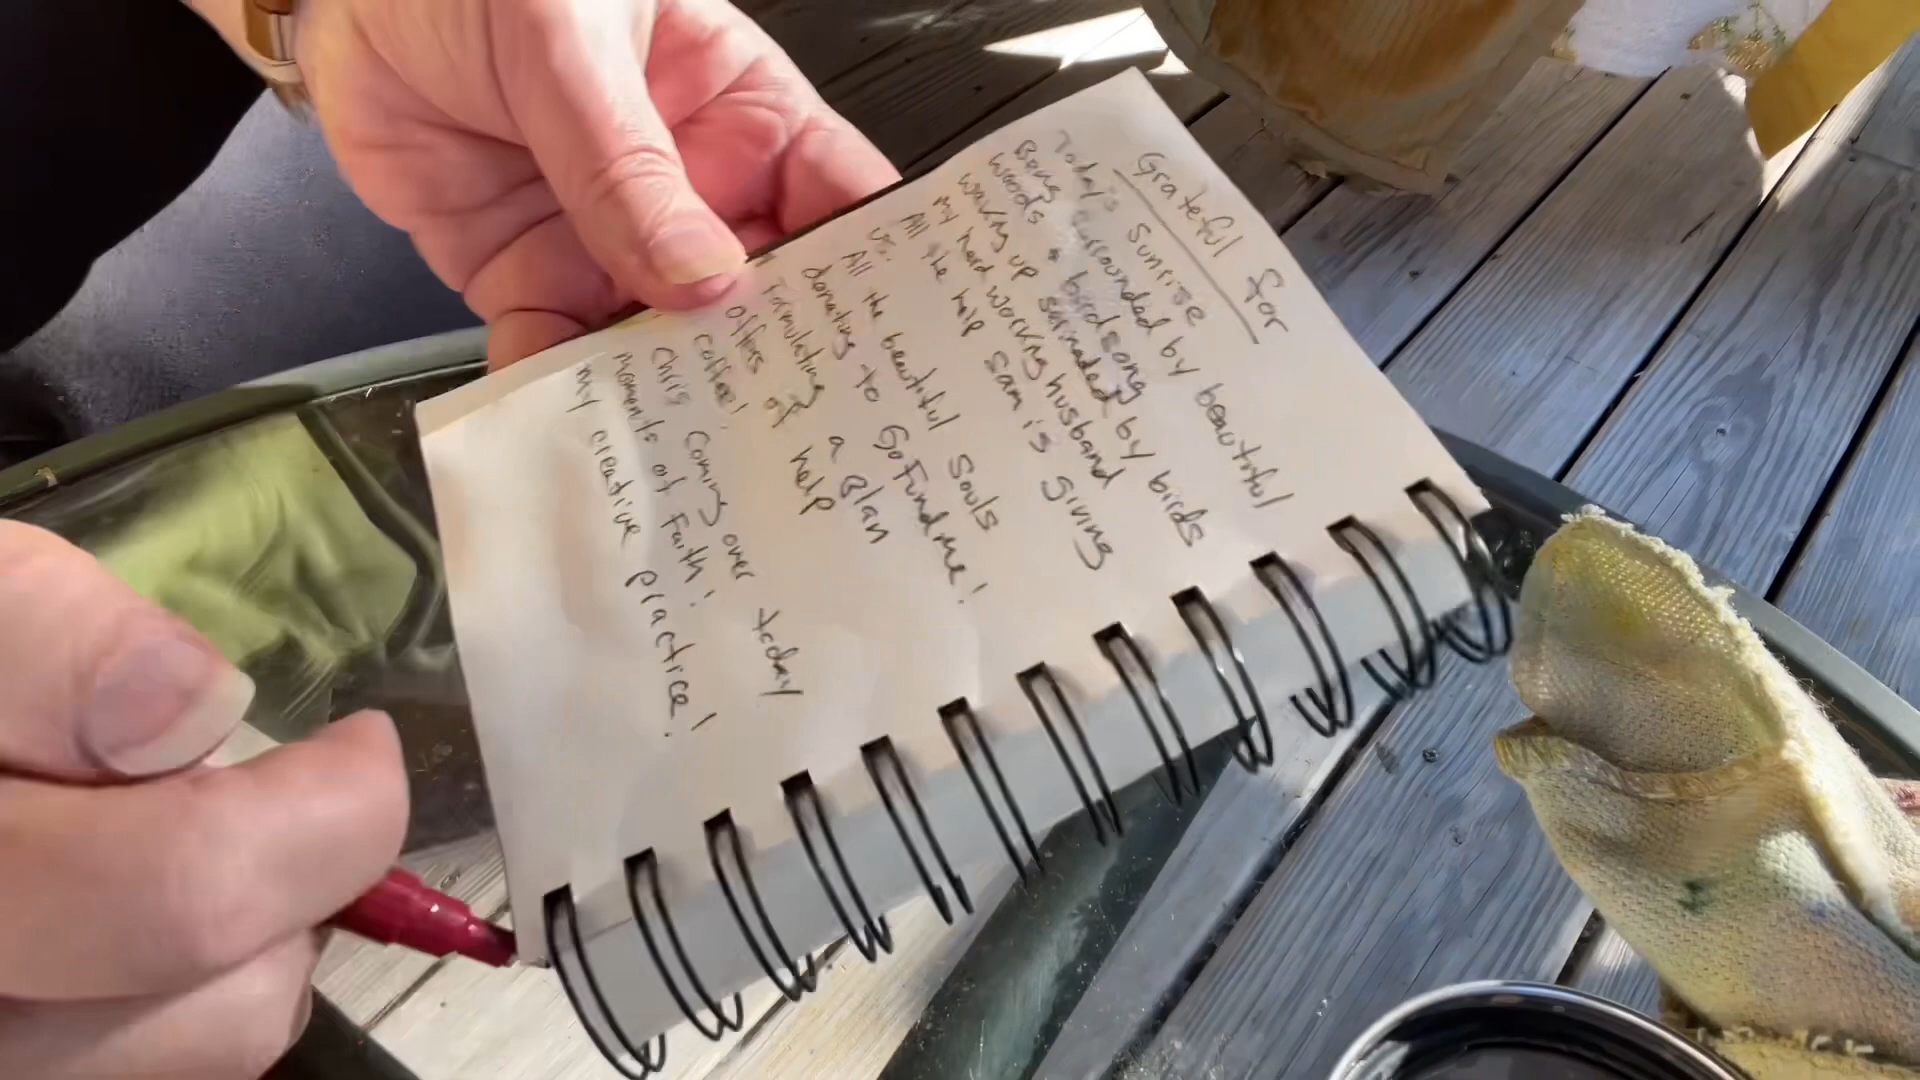 Grateful for
Today's sunrise
Being surrounded by beautiful
woods & birdsong
waking up serinaded by birds
My hard working husband
All the help Sam is giving
us.
All the beautiful souls
donating to GoFundMe!
Formulating a plan
offers of help
coffee!
Chris coming over today
moments of Faith!
My creative practice!